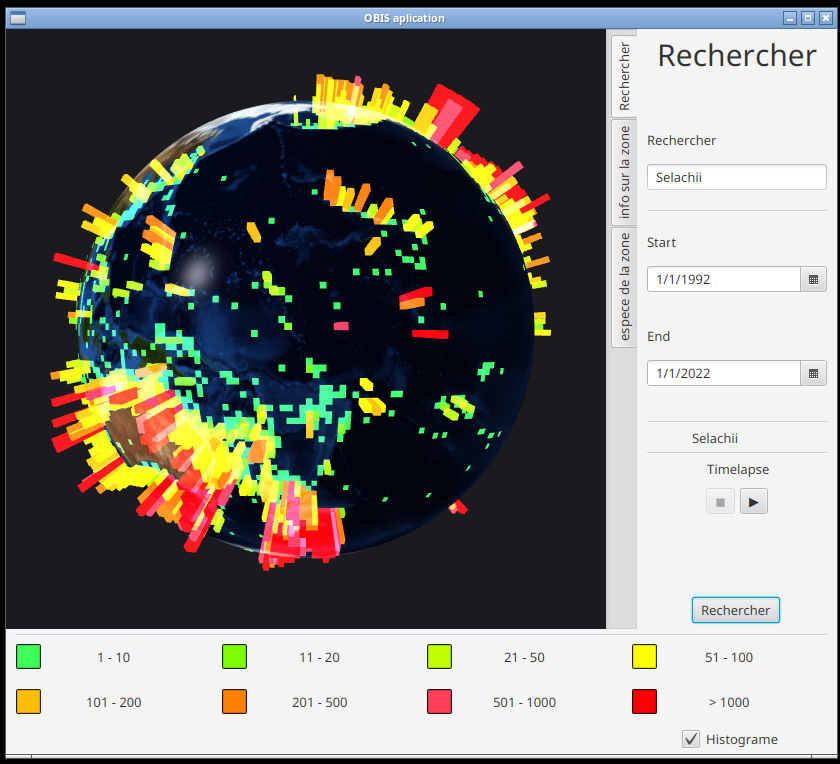 OBIS aplication
Rechercher
info sur la zone
espece de la zone
Rechercher
Rechercher
Selachii
Start
1/1/1992
End
1/1/2022
Selachii
Timelapse
Rechercher
1 - 10
11 - 20
21 - 50
51 - 100
101 - 200
201 - 500
501 - 1000
> 1000
Histograme